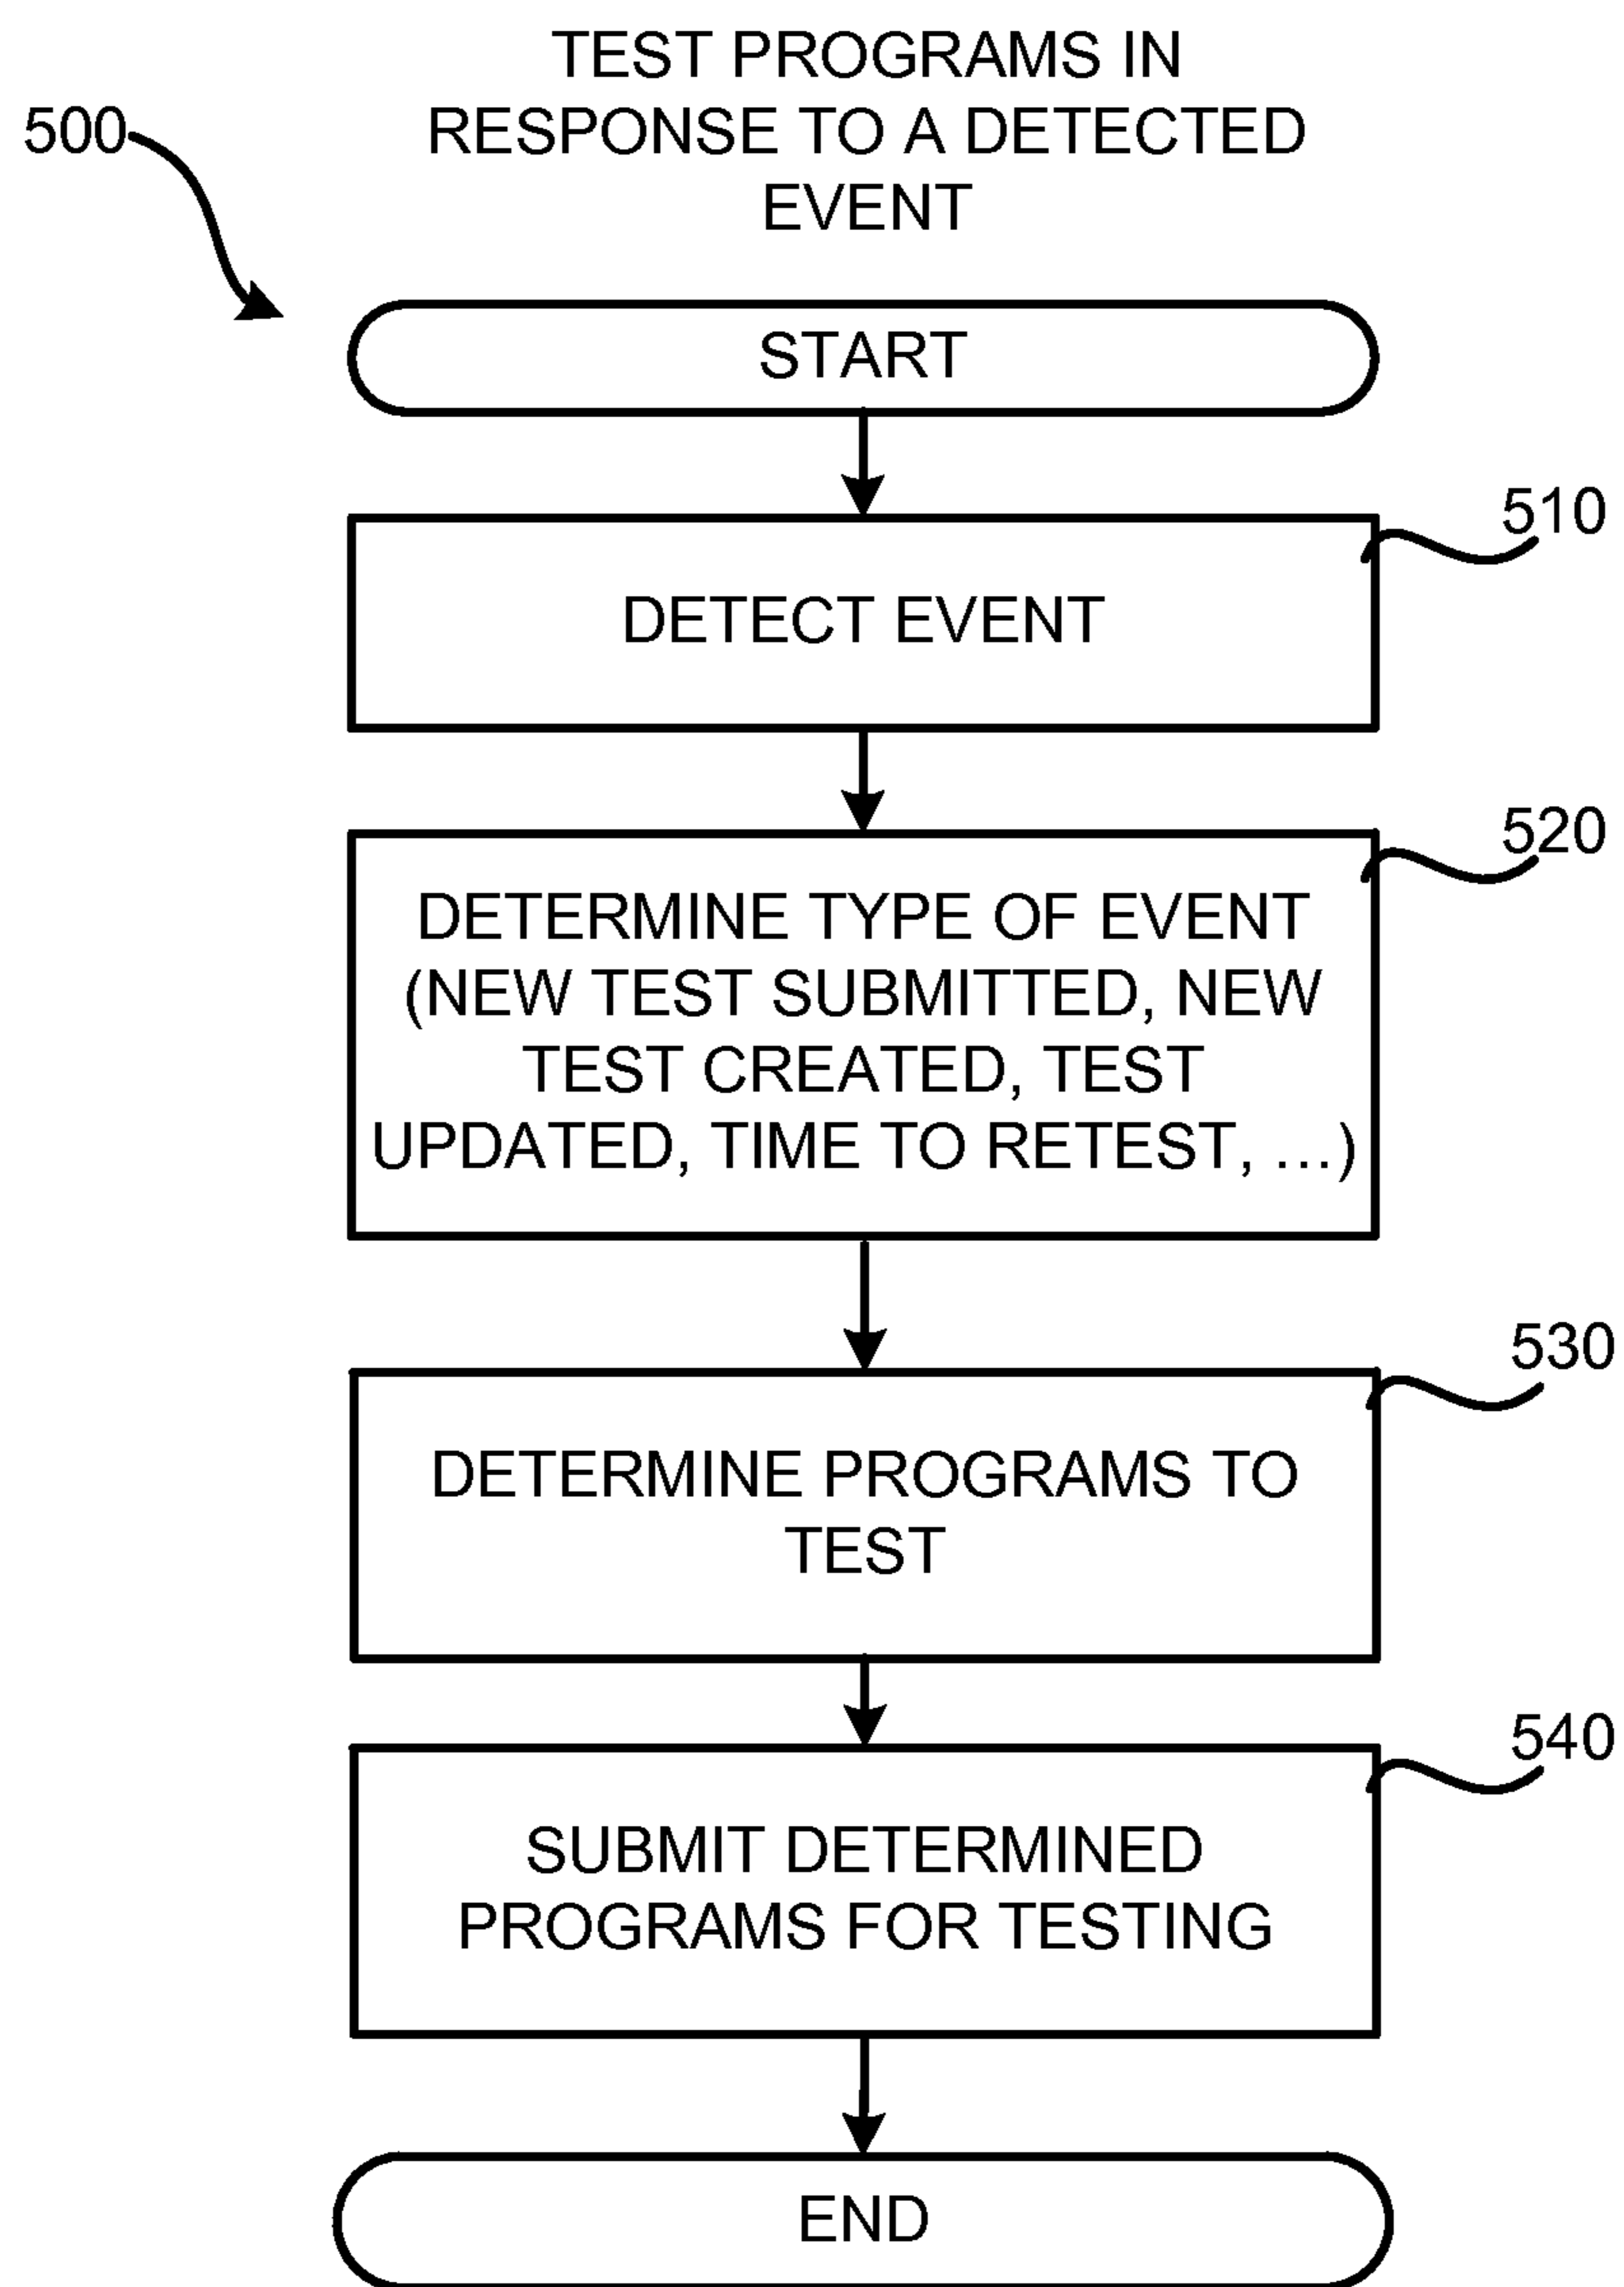 TEST PROGRAMS IN
RESPONSE TO A DETECTED
EVENT
500
START
510
DETECT EVENT
520
DETERMINE TYPE OF EVENT
(NEW TEST SUBMITTED, NEW
TEST CREATED, TEST
UPDATED, TIME TO RETEST, …)
530
DETERMINE PROGRAMS TO
TEST
540
SUBMIT DETERMINED
PROGRAMS FOR TESTING
END